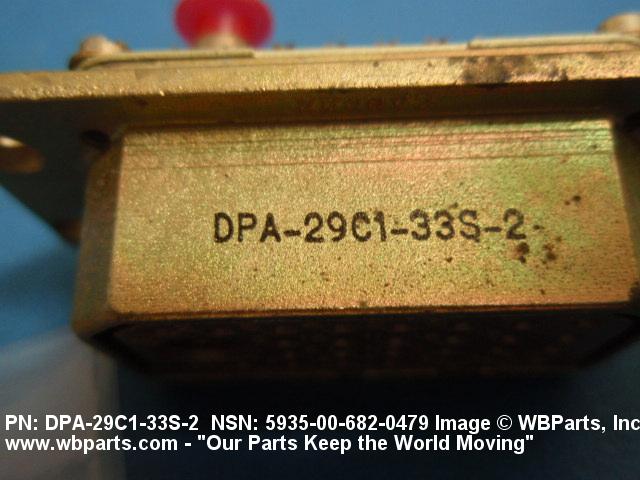 DPA-29C1-33S-2
PN: DPA-29C1-33S-2 NSN: 5935-00-682-0479 Image © WBParts, Inc
www.wbparts.com - "Our Parts Keep the World Moving"